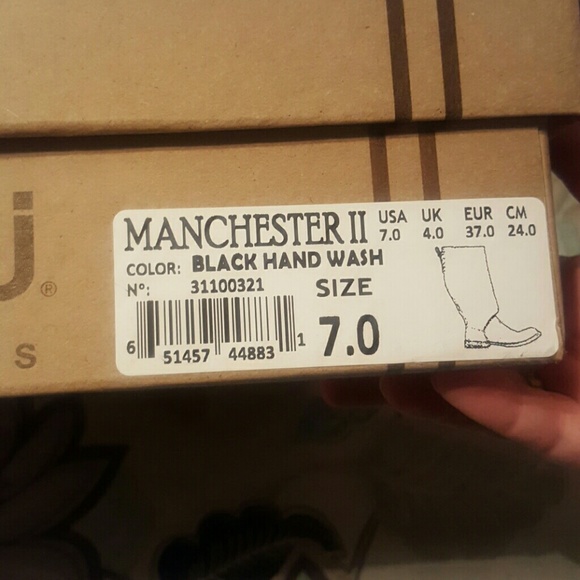 j®
S
MANCHESTER II
USA UK EUR CM
7.0 4.0 37.0 24.0
COLOR: BLACK HAND WASH
Nº: 31100321
SIZE
7.0
6 51457 44883 1